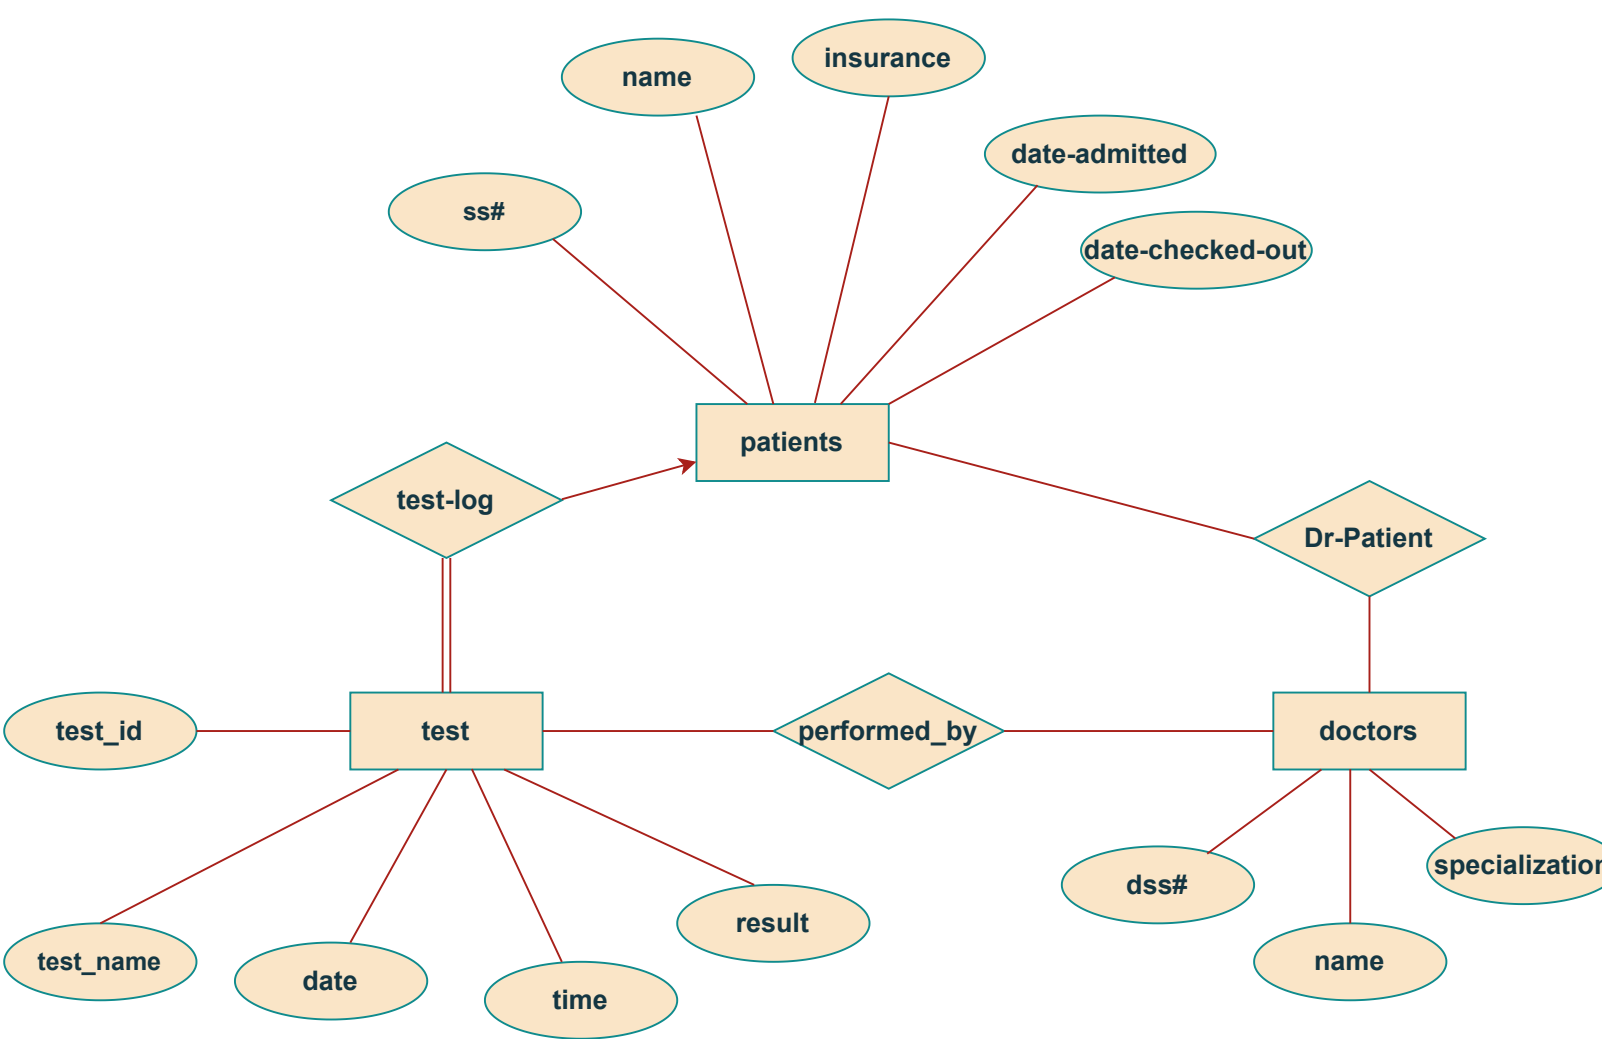 insurance
name
date-admitted
ss#
date-checked-out
patients
test-log
Dr-Patient
test_id
test
performed_by
doctors
specialization
dss#
result
test_name
name
date
time